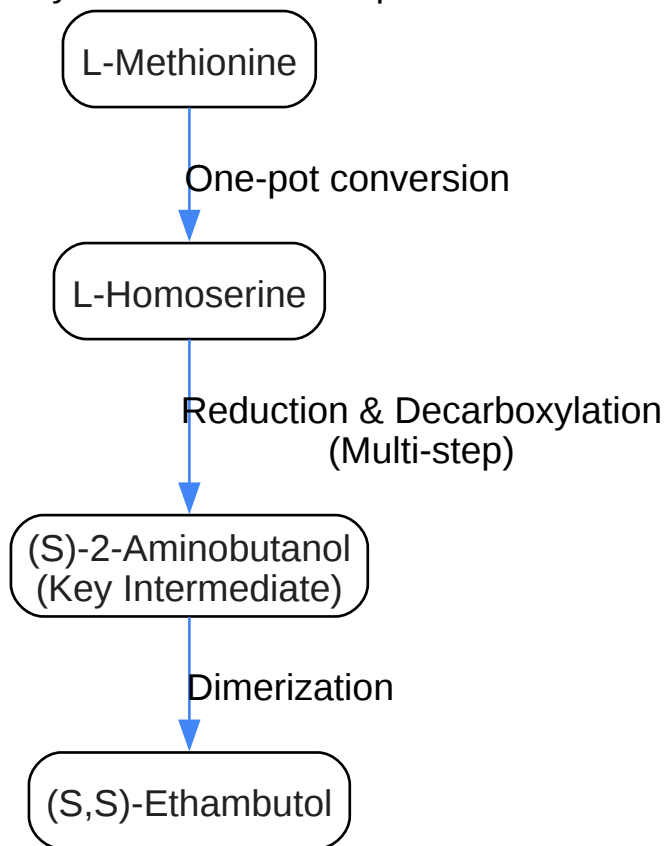 L-Methionine
One-pot conversion
L-Homoserine
Reduction & Decarboxylation
(Multi-step)
(S)-2-Aminobutanol
(Key Intermediate)
Dimerization
(S,S)-Ethambutol